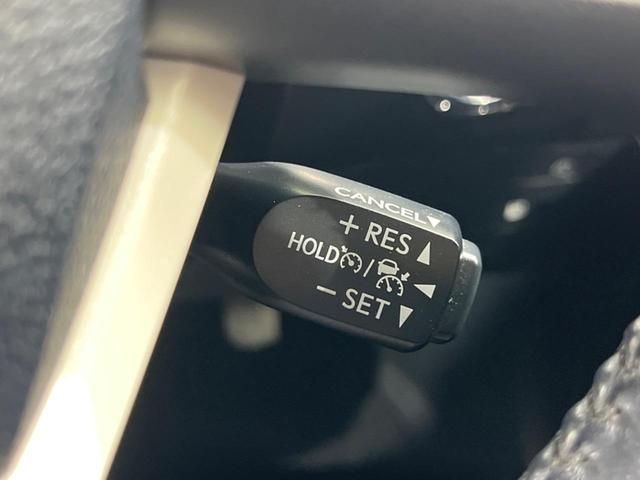 CANCEL▼
+ RES ▲
HOLD / ◀
− SET ▼